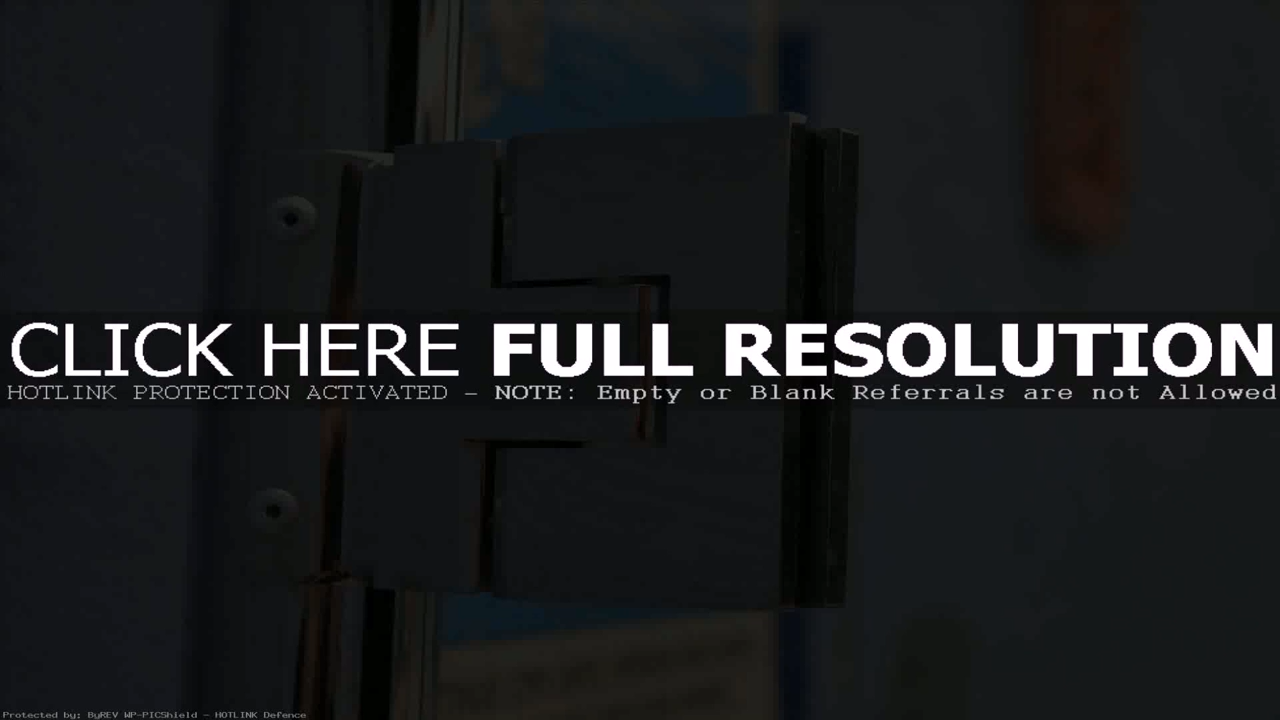 CLICK HERE FULL RESOLUTION
HOTLINK PROTECTION ACTIVATED – NOTE: Empty or Blank Referrals are not Allowed
Protected by: ByREV WP-PICShield – HOTLINK Defence